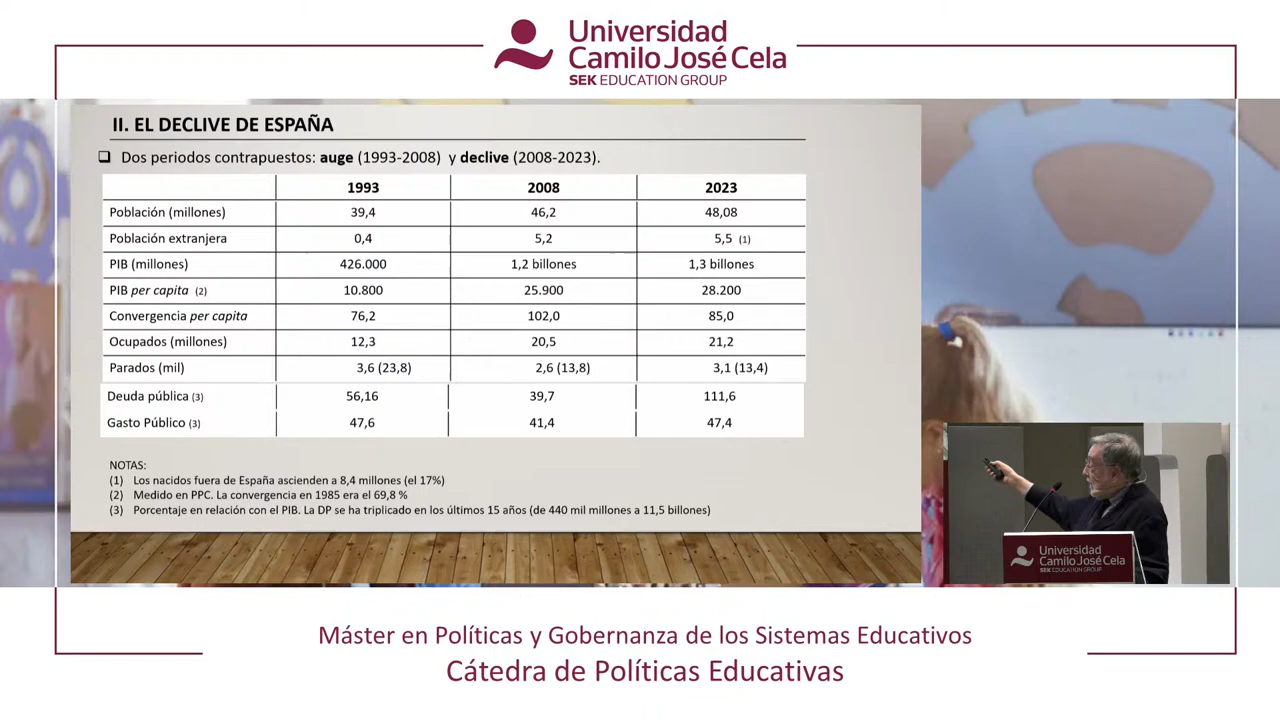 Universidad
Camilo José Cela
SEK EDUCATION GROUP
II. EL DECLIVE DE ESPAÑA
Dos periodos contrapuestos: auge (1993-2008) y declive (2008-2023).
1993 2008 2023
Población (millones) 39,4 46,2 48,08
Población extranjera 0,4 5,2 5,5 (1)
PIB (millones) 426.000 1,2 billones 1,3 billones
PIB per capita (2) 10.800 25.900 28.200
Convergencia per capita 76,2 102,0 85,0
Ocupados (millones) 12,3 20,5 21,2
Parados (mil) 3,6 (23,8) 2,6 (13,8) 3,1 (13,4)
Deuda pública (3) 56,16 39,7 111,6
Gasto Público (3) 47,6 41,4 47,4
NOTAS:
(1) Los nacidos fuera de España ascienden a 8,4 millones (el 17%)
(2) Medido en PPC. La convergencia en 1985 era el 69,8 %
(3) Porcentaje en relación con el PIB. La DP se ha triplicado en los últimos 15 años (de 440 mil millones a 11,5 billones)
Universidad
Camilo José Cela
SEK EDUCATION GROUP
Máster en Políticas y Gobernanza de los Sistemas Educativos
Cátedra de Políticas Educativas